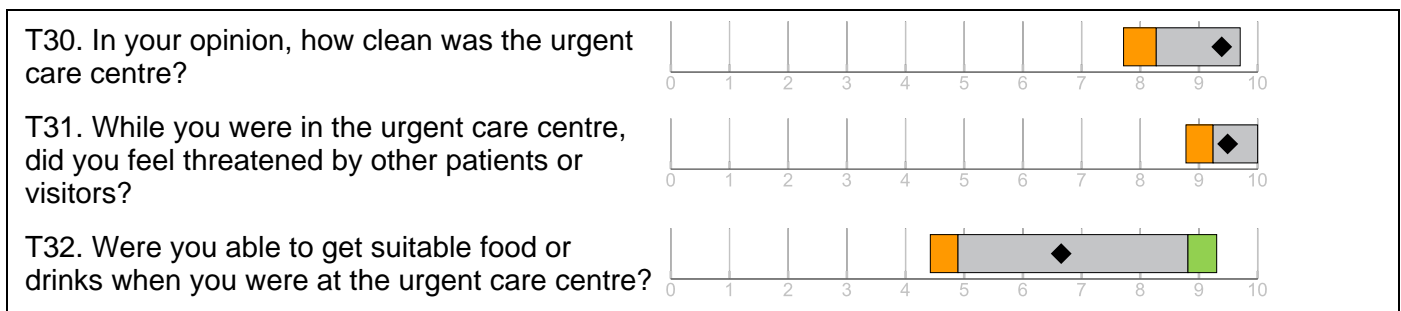 T30. In your opinion, how clean was the urgent
care centre?
0 1 2 3 4 5 6 7 8 9 10
T31. While you were in the urgent care centre,
did you feel threatened by other patients or
visitors?
0 1 2 3 4 5 6 7 8 9 10
T32. Were you able to get suitable food or
drinks when you were at the urgent care centre?
0 1 2 3 4 5 6 7 8 9 10